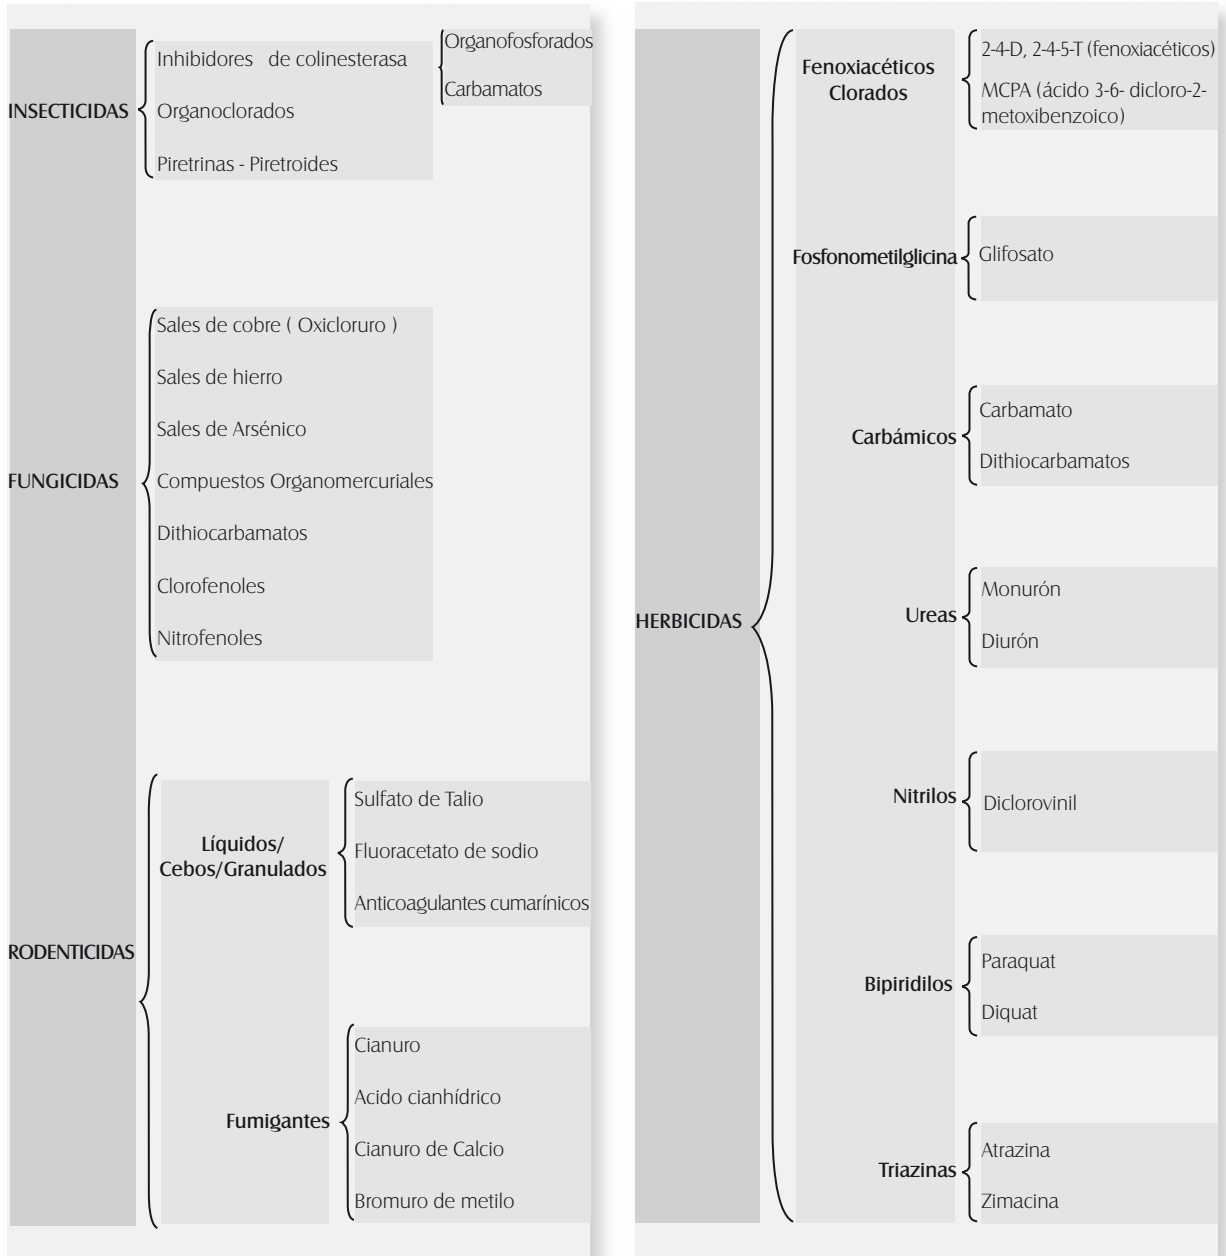 INSECTICIDAS
Inhibidores de colinesterasa
Organofosforados
Carbamatos
Organoclorados
Piretrinas - Piretroides
FUNGICIDAS
Sales de cobre ( Oxicloruro )
Sales de hierro
Sales de Arsénico
Compuestos Organomercuriales
Dithiocarbamatos
Clorofenoles
Nitrofenoles
RODENTICIDAS
Líquidos/
Cebos/Granulados
Sulfato de Talio
Fluoracetato de sodio
Anticoagulantes cumarínicos
Fumigantes
Cianuro
Acido cianhídrico
Cianuro de Calcio
Bromuro de metilo
HERBICIDAS
Fenoxiacéticos
Clorados
2-4-D, 2-4-5-T (fenoxiacéticos)
MCPA (ácido 3-6- dicloro-2-
metoxibenzoico)
Fosfonometilglicina
Glifosato
Carbámicos
Carbamato
Dithiocarbamatos
Ureas
Monurón
Diurón
Nitrilos
Diclorovinil
Bipiridilos
Paraquat
Diquat
Triazinas
Atrazina
Zimacina